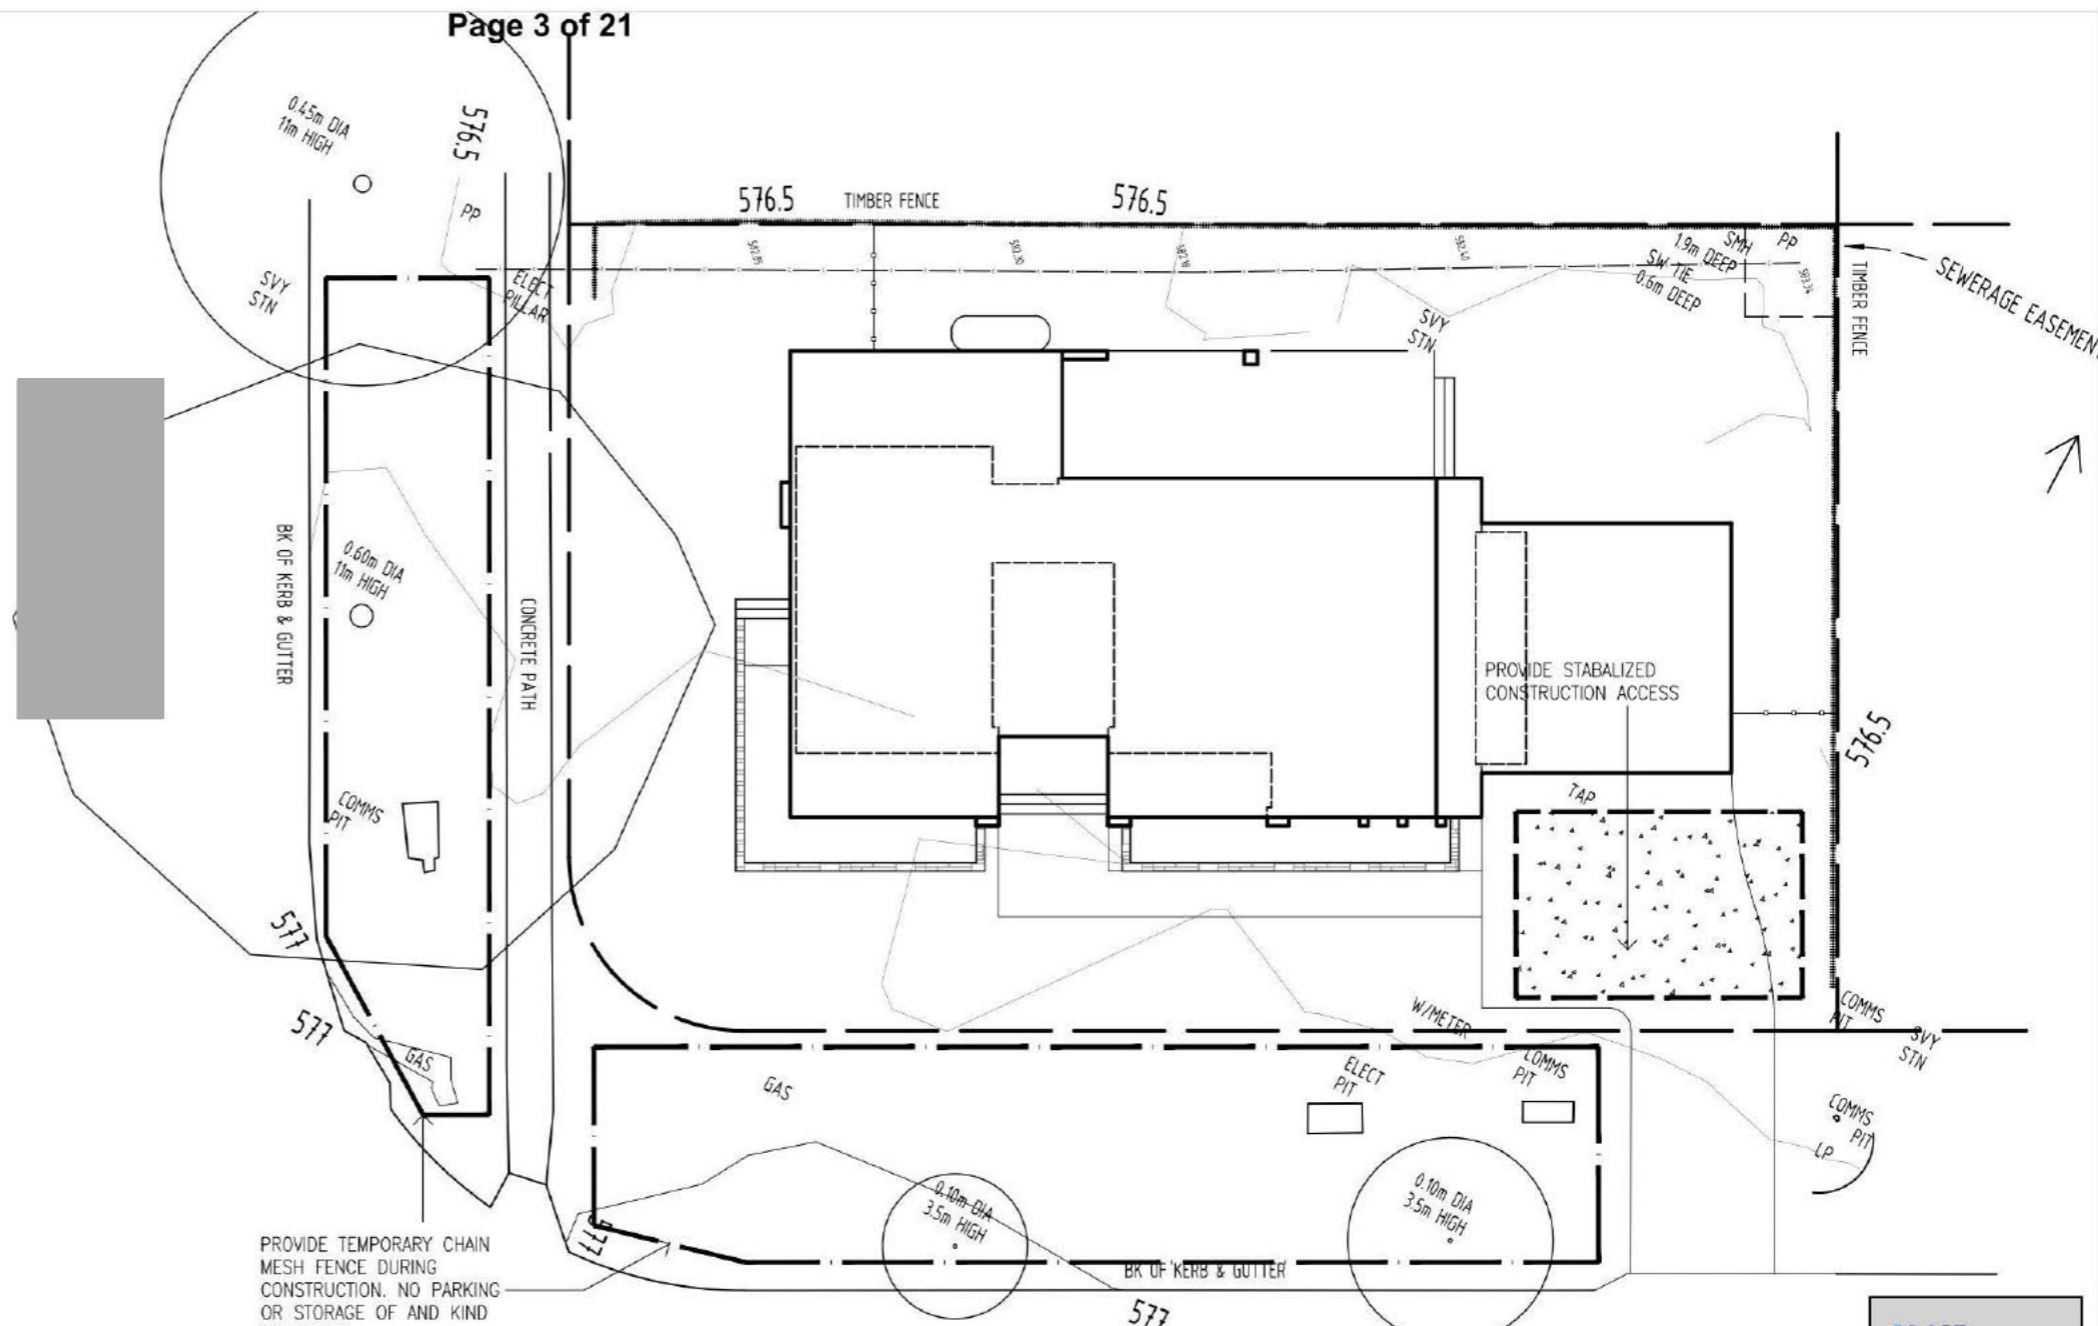 Page 3 of 21
0.45m DIA
11m HIGH
576.5
PP
SVY
STN
ELECT
PILLAR
576.5
TIMBER FENCE
576.5
582.30
582.40
SMH
1.9m DEEP
PP
SW TIE
0.6m DEEP
TIMBER FENCE
SEWERAGE EASEMEN
SVY
STN
BK OF KERB & GUTTER
0.60m DIA
11m HIGH
CONCRETE PATH
PROVIDE STABALIZED
CONSTRUCTION ACCESS
576.5
COMMS
PIT
TAP
577
577
GAS
W/METER
COMMS
PIT
SVY
STN
GAS
ELECT
PIT
COMMS
PIT
COMMS
PIT
LP
0.10m DIA
3.5m HIGH
0.10m DIA
3.5m HIGH
577
PROVIDE TEMPORARY CHAIN
MESH FENCE DURING
CONSTRUCTION. NO PARKING
OR STORAGE OF AND KIND
BK OF KERB & GUTTER
577